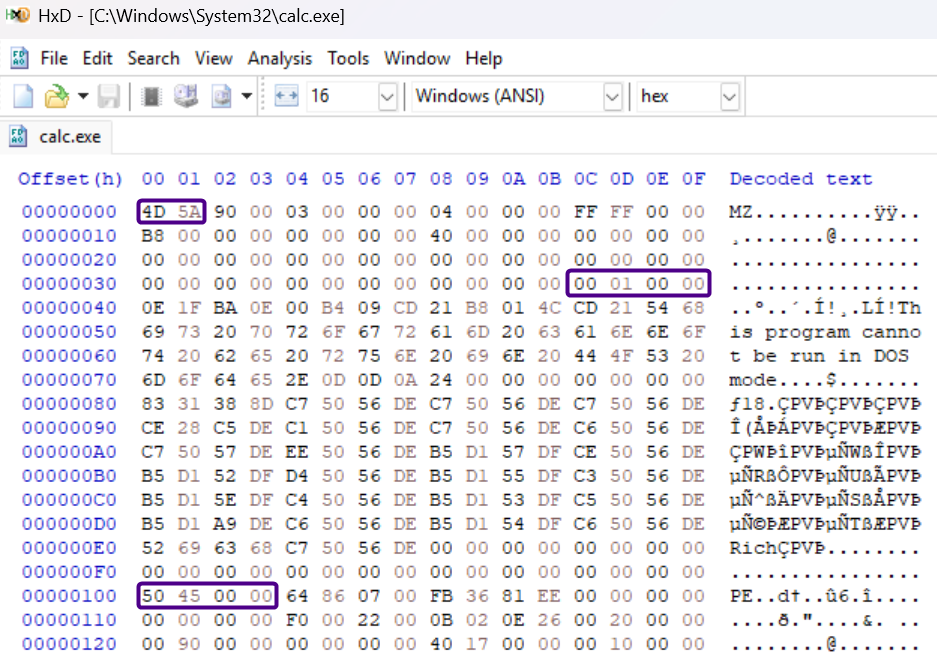 HxD - [C:\Windows\System32\calc.exe]
File Edit Search View Analysis Tools Window Help
16 Windows (ANSI) hex
calc.exe
Offset(h) 00 01 02 03 04 05 06 07 08 09 0A 0B 0C 0D 0E 0F Decoded text
00000000 4D 5A 90 00 03 00 00 00 04 00 00 00 FF FF 00 00 MZ..........ÿÿ..
00000010 B8 00 00 00 00 00 00 00 40 00 00 00 00 00 00 00 ¸.......@.......
00000020 00 00 00 00 00 00 00 00 00 00 00 00 00 00 00 00 ................
00000030 00 00 00 00 00 00 00 00 00 00 00 00 00 01 00 00 ................
00000040 0E 1F BA 0E 00 B4 09 CD 21 B8 01 4C CD 21 54 68 ..º..´.Í!¸.LÍ!Th
00000050 69 73 20 70 72 6F 67 72 61 6D 20 63 61 6E 6E 6F is program canno
00000060 74 20 62 65 20 72 75 6E 20 69 6E 20 44 4F 53 20 t be run in DOS
00000070 6D 6F 64 65 2E 0D 0D 0A 24 00 00 00 00 00 00 00 mode....$.......
00000080 83 31 38 8D C7 50 56 DE C7 50 56 DE C7 50 56 DE ƒ18.ÇPVÞÇPVÞÇPVÞ
00000090 CE 28 C5 DE C1 50 56 DE C7 50 56 DE C6 50 56 DE Î(ÅÞÁPVÞÇPVÞÆPVÞ
000000A0 C7 50 57 DE EE 50 56 DE B5 D1 57 DF CE 50 56 DE ÇPWÞîPVÞµÑWßÎPVÞ
000000B0 B5 D1 52 DF D4 50 56 DE B5 D1 55 DF C3 50 56 DE µÑRßÔPVÞµÑUßÃPVÞ
000000C0 B5 D1 5E DF C4 50 56 DE B5 D1 53 DF C5 50 56 DE µÑ^ßÄPVÞµÑSßÅPVÞ
000000D0 B5 D1 A9 DE C6 50 56 DE B5 D1 54 DF C6 50 56 DE µÑ©ÞÆPVÞµÑTßÆPVÞ
000000E0 52 69 63 68 C7 50 56 DE 00 00 00 00 00 00 00 00 RichÇPVÞ........
000000F0 00 00 00 00 00 00 00 00 00 00 00 00 00 00 00 00 ................
00000100 50 45 00 00 64 86 07 00 FB 36 81 EE 00 00 00 00 PE..d†..û6.î....
00000110 00 00 00 00 F0 00 22 00 0B 02 0E 26 00 20 00 00 ....ð."....&. ..
00000120 00 90 00 00 00 00 00 00 40 17 00 00 00 10 00 00 ........@.......